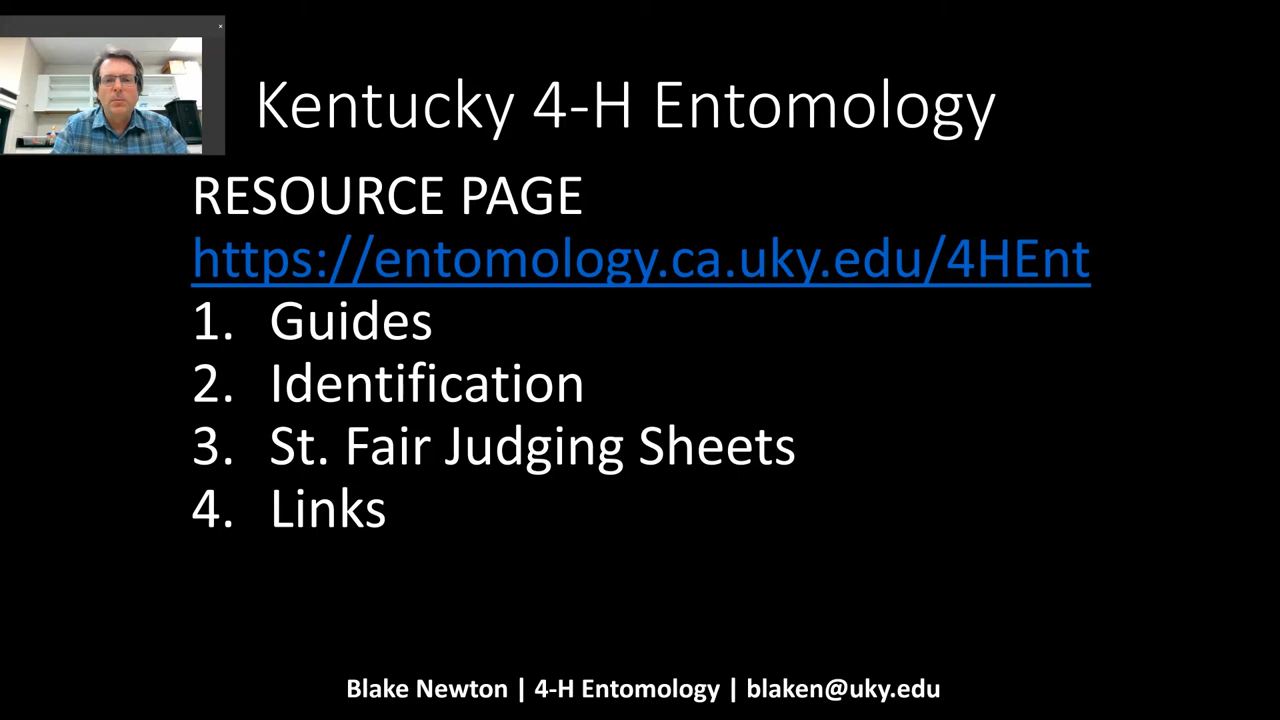 Kentucky 4-H Entomology
RESOURCE PAGE
https://entomology.ca.uky.edu/4HEnt
1. Guides
2. Identification
3. St. Fair Judging Sheets
4. Links
Blake Newton | 4-H Entomology | blaken@uky.edu